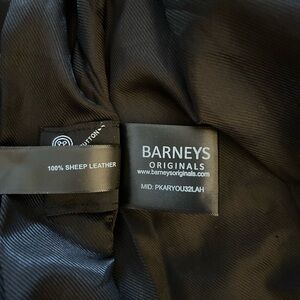 100% SHEEP LEATHER
BARNEYS
ORIGINALS
www.barneysoriginals.com
MID: PKARYOU32LAH